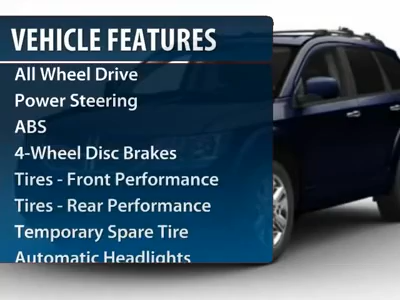 VEHICLE FEATURES
All Wheel Drive
Power Steering
ABS
4-Wheel Disc Brakes
Tires - Front Performance
Tires - Rear Performance
Temporary Spare Tire
Automatic Headlights